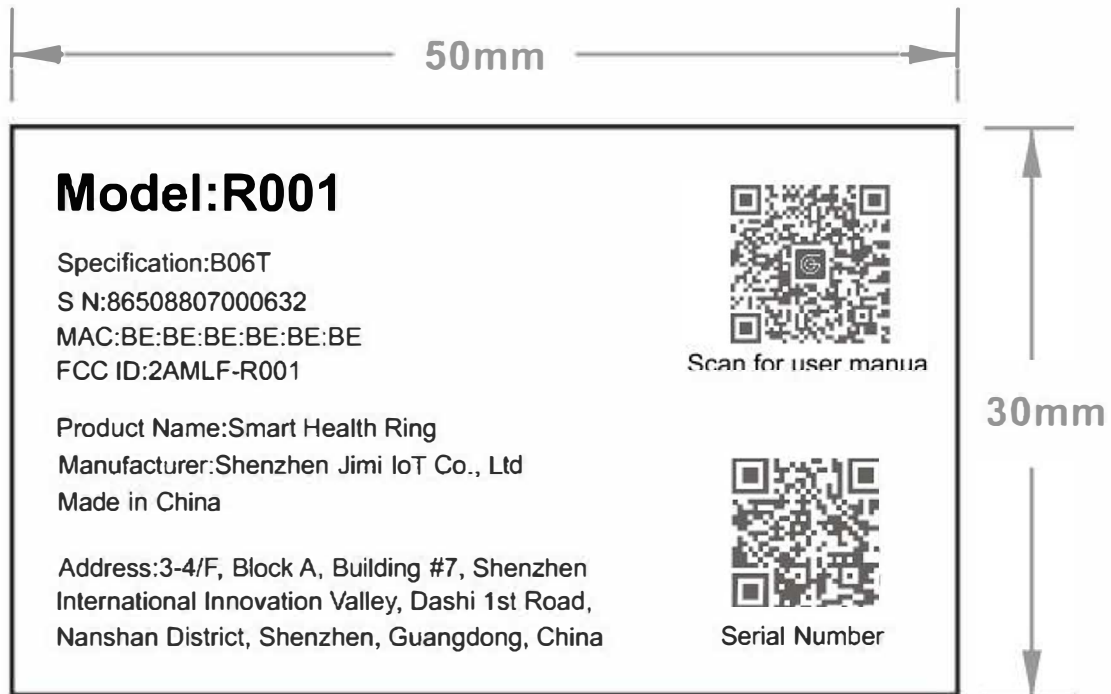 50mm
Model:R001
Specification:B06T
S N:86508807000632
MAC:BE:BE:BE:BE:BE:BE
FCC ID:2AMLF-R001
Scan for user manua
30mm
Product Name:Smart Health Ring
Manufacturer:Shenzhen Jimi IoT Co., Ltd
Made in China
Address:3-4/F, Block A, Building #7, Shenzhen
International Innovation Valley, Dashi 1st Road,
Nanshan District, Shenzhen, Guangdong, China
Serial Number